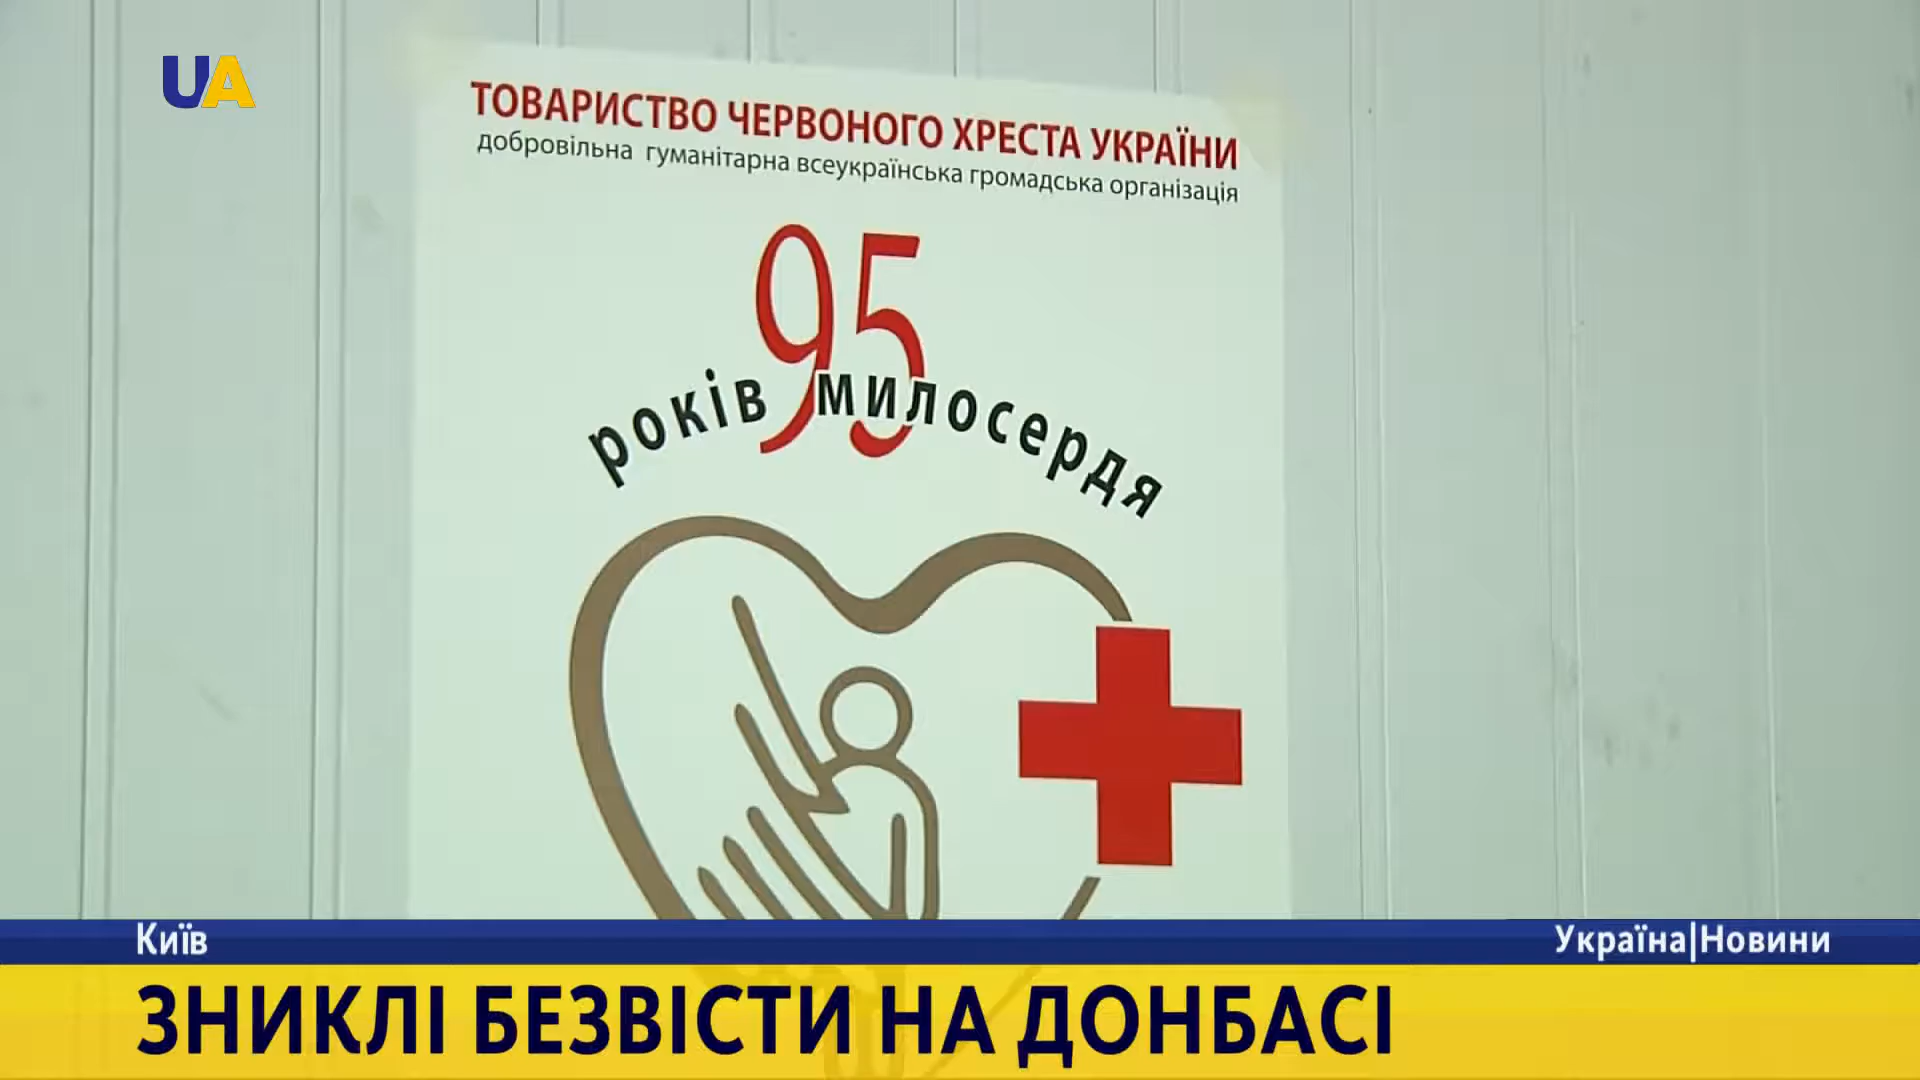 UA
ТОВАРИСТВО ЧЕРВОНОГО ХРЕСТА УКРАЇНИ
добровільна гуманітарна всеукраїнська громадська організація
95
років милосердя
Київ
Україна|Новини
ЗНИКЛІ БЕЗВІСТИ НА ДОНБАСІ